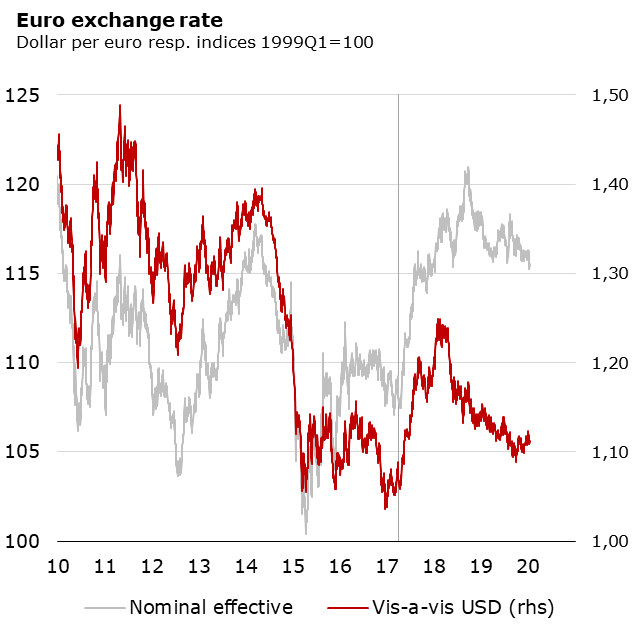 Euro exchange rate
Dollar per euro resp. indices 1999Q1=100
125 1,50
120 1,40
115 1,30
110 1,20
105 1,10
100 1,00
10 11 12 13 14 15 16 17 18 19 20
Nominal effective Vis-a-vis USD (rhs)